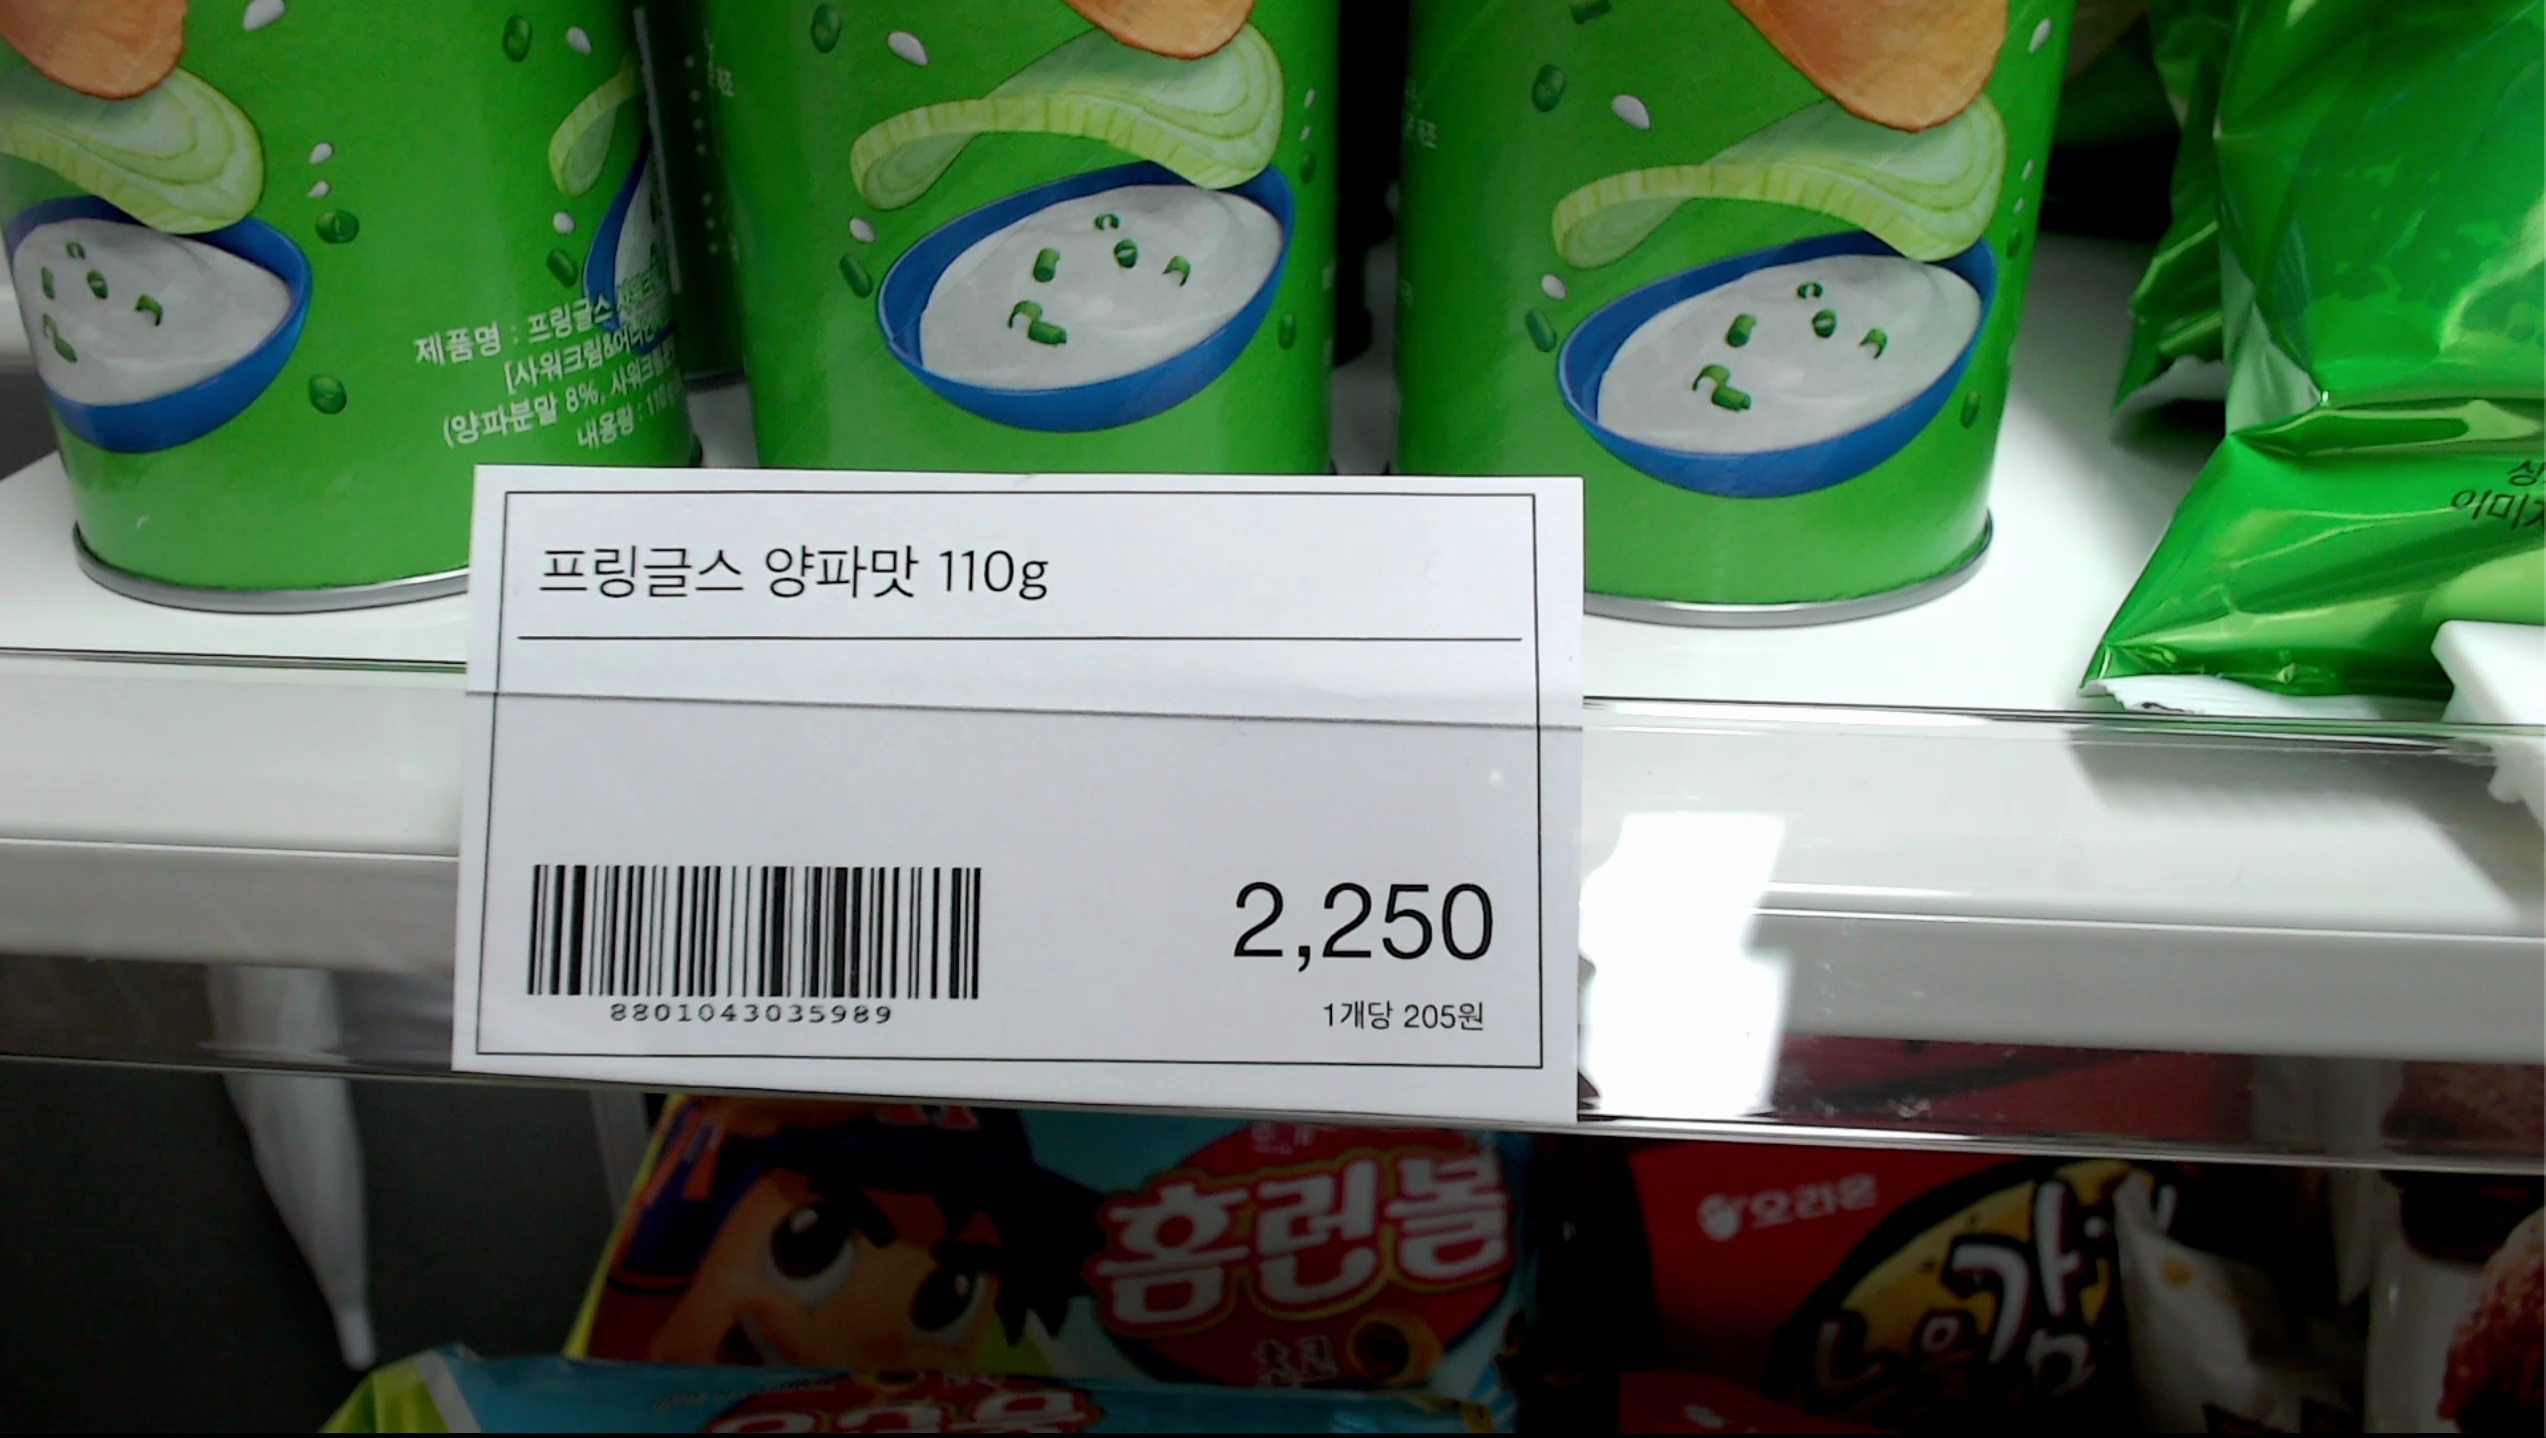 제품명 : 프링글스
[사워크림&어니언
(양파분말 8%, 사워크림
내용량 : 110
프링글스 양파맛 110g
2,250
8801043035989
1개당 205원
홈런볼
오리온